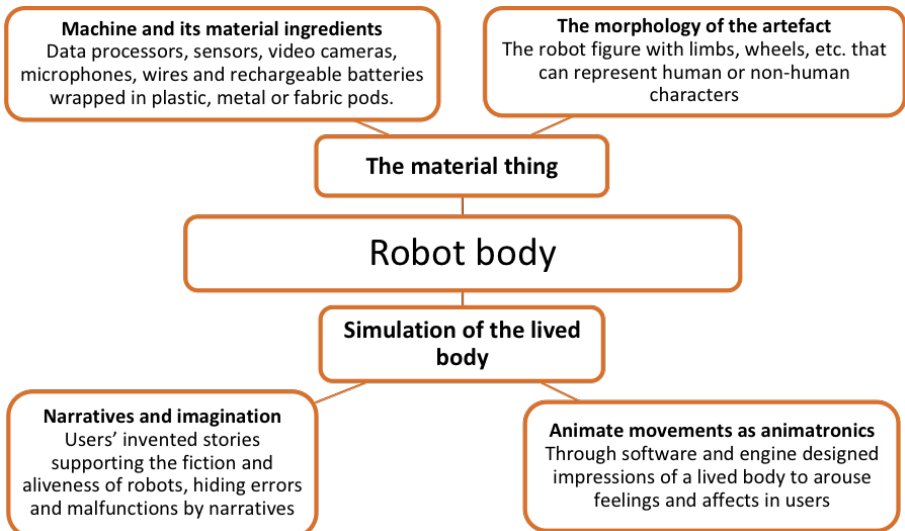 Machine and its material ingredients
Data processors, sensors, video cameras,
microphones, wires and rechargeable batteries
wrapped in plastic, metal or fabric pods.
The morphology of the artefact
The robot figure with limbs, wheels, etc. that
can represent human or non-human
characters
The material thing
Robot body
Simulation of the lived
body
Narratives and imagination
Users’ invented stories
supporting the fiction and
aliveness of robots, hiding errors
and malfunctions by narratives
Animate movements as animatronics
Through software and engine designed
impressions of a lived body to arouse
feelings and affects in users